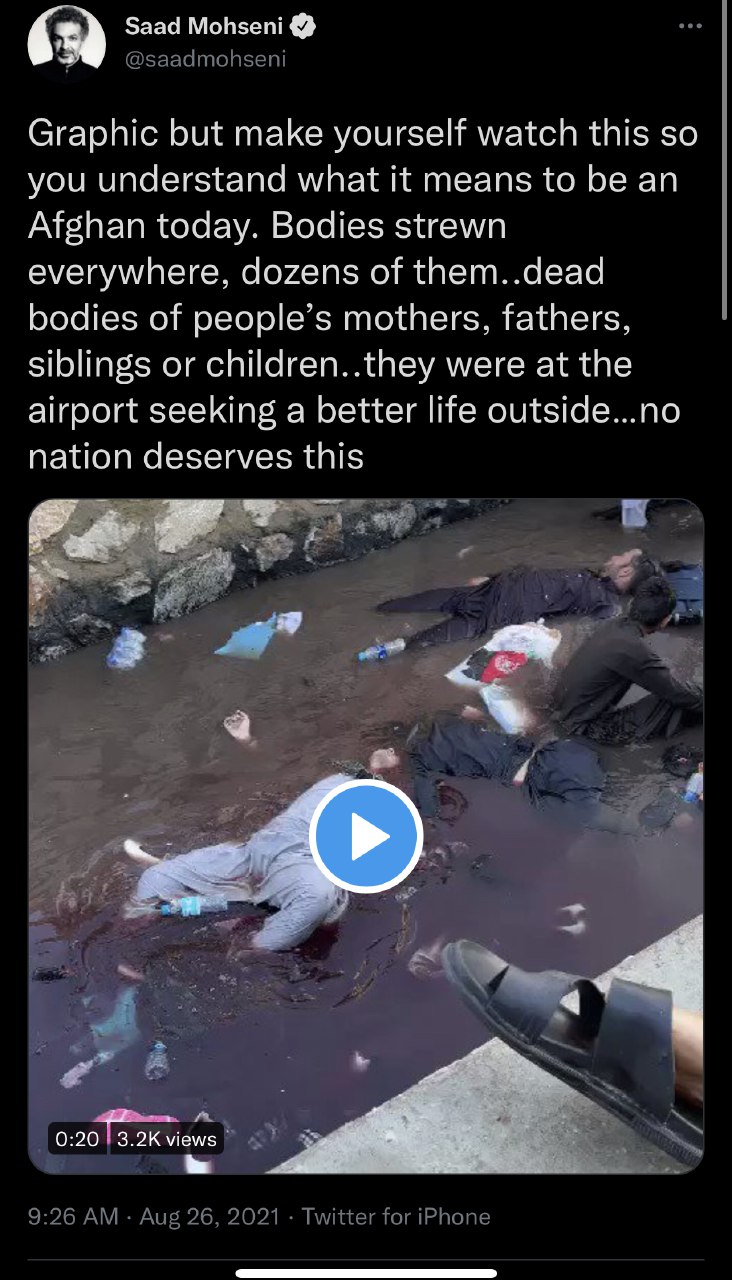 Saad Mohseni
@saadmohseni
Graphic but make yourself watch this so
you understand what it means to be an
Afghan today. Bodies strewn
everywhere, dozens of them..dead
bodies of people’s mothers, fathers,
siblings or children..they were at the
airport seeking a better life outside...no
nation deserves this
0:20 3.2K views
9:26 AM · Aug 26, 2021 · Twitter for iPhone